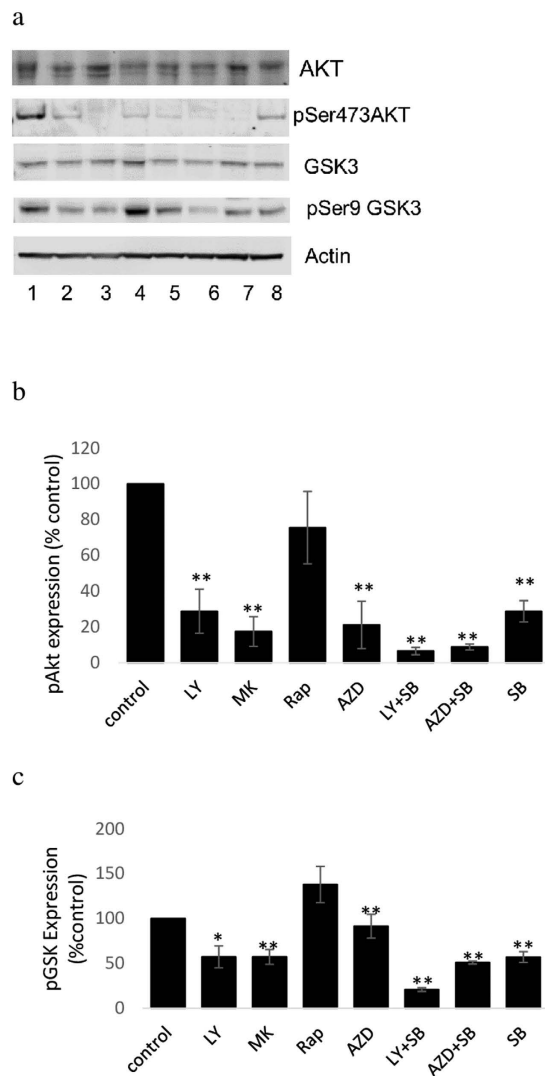 a
AKT
pSer473AKT
GSK3
pSer9 GSK3
Actin
1 2 3 4 5 6 7 8
b
pAkt expression (% control)
120
100
80
60
40
20
0
** ** ** ** ** **
control LY MK Rap AZD LY+SB AZD+SB SB
c
pGSK Expression
(%control)
200
150
100
50
0
* ** ** ** ** **
control LY MK Rap AZD LY+SB AZD+SB SB